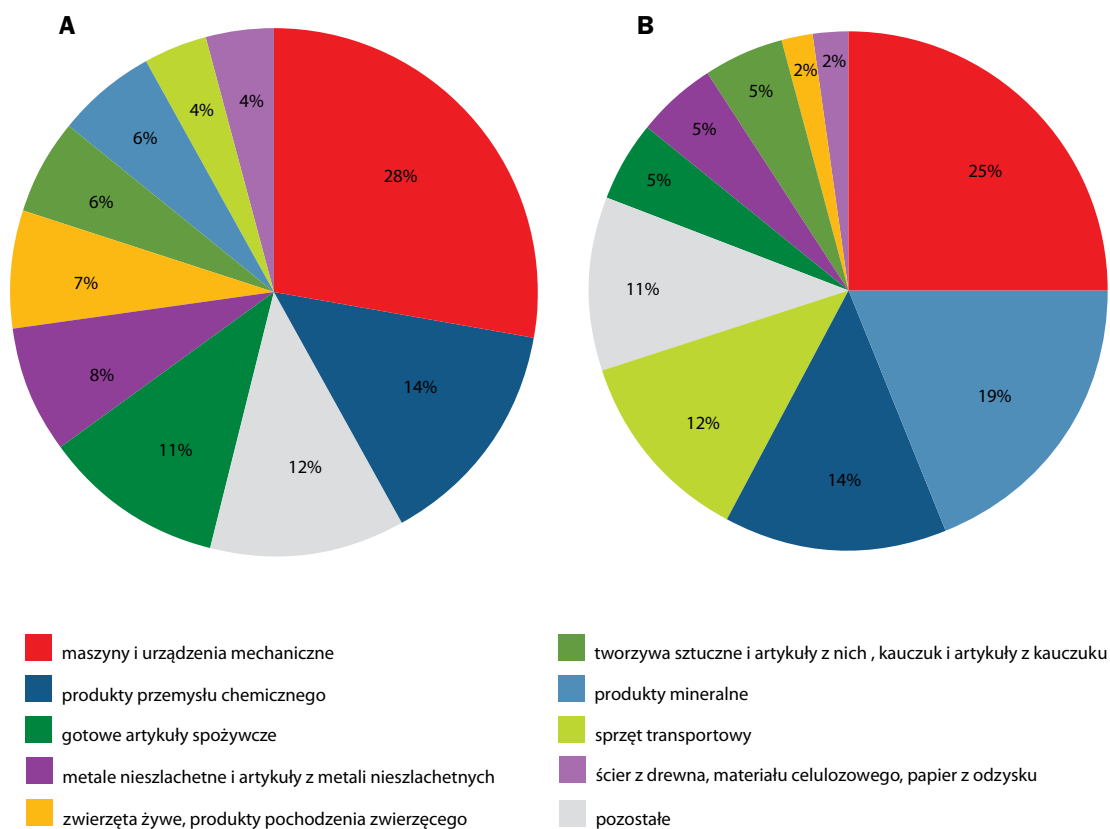 A
28%
14%
12%
11%
8%
7%
6%
6%
4%
4%
B
25%
19%
14%
12%
11%
5%
5%
5%
2%
2%
maszyny i urządzenia mechaniczne
produkty przemysłu chemicznego
gotowe artykuły spożywcze
metale nieszlachetne i artykuły z metali nieszlachetnych
zwierzęta żywe, produkty pochodzenia zwierzęcego
tworzywa sztuczne i artykuły z nich , kauczuk i artykuły z kauczuku
produkty mineralne
sprzęt transportowy
ścier z drewna, materiału celulozowego, papier z odzysku
pozostałe